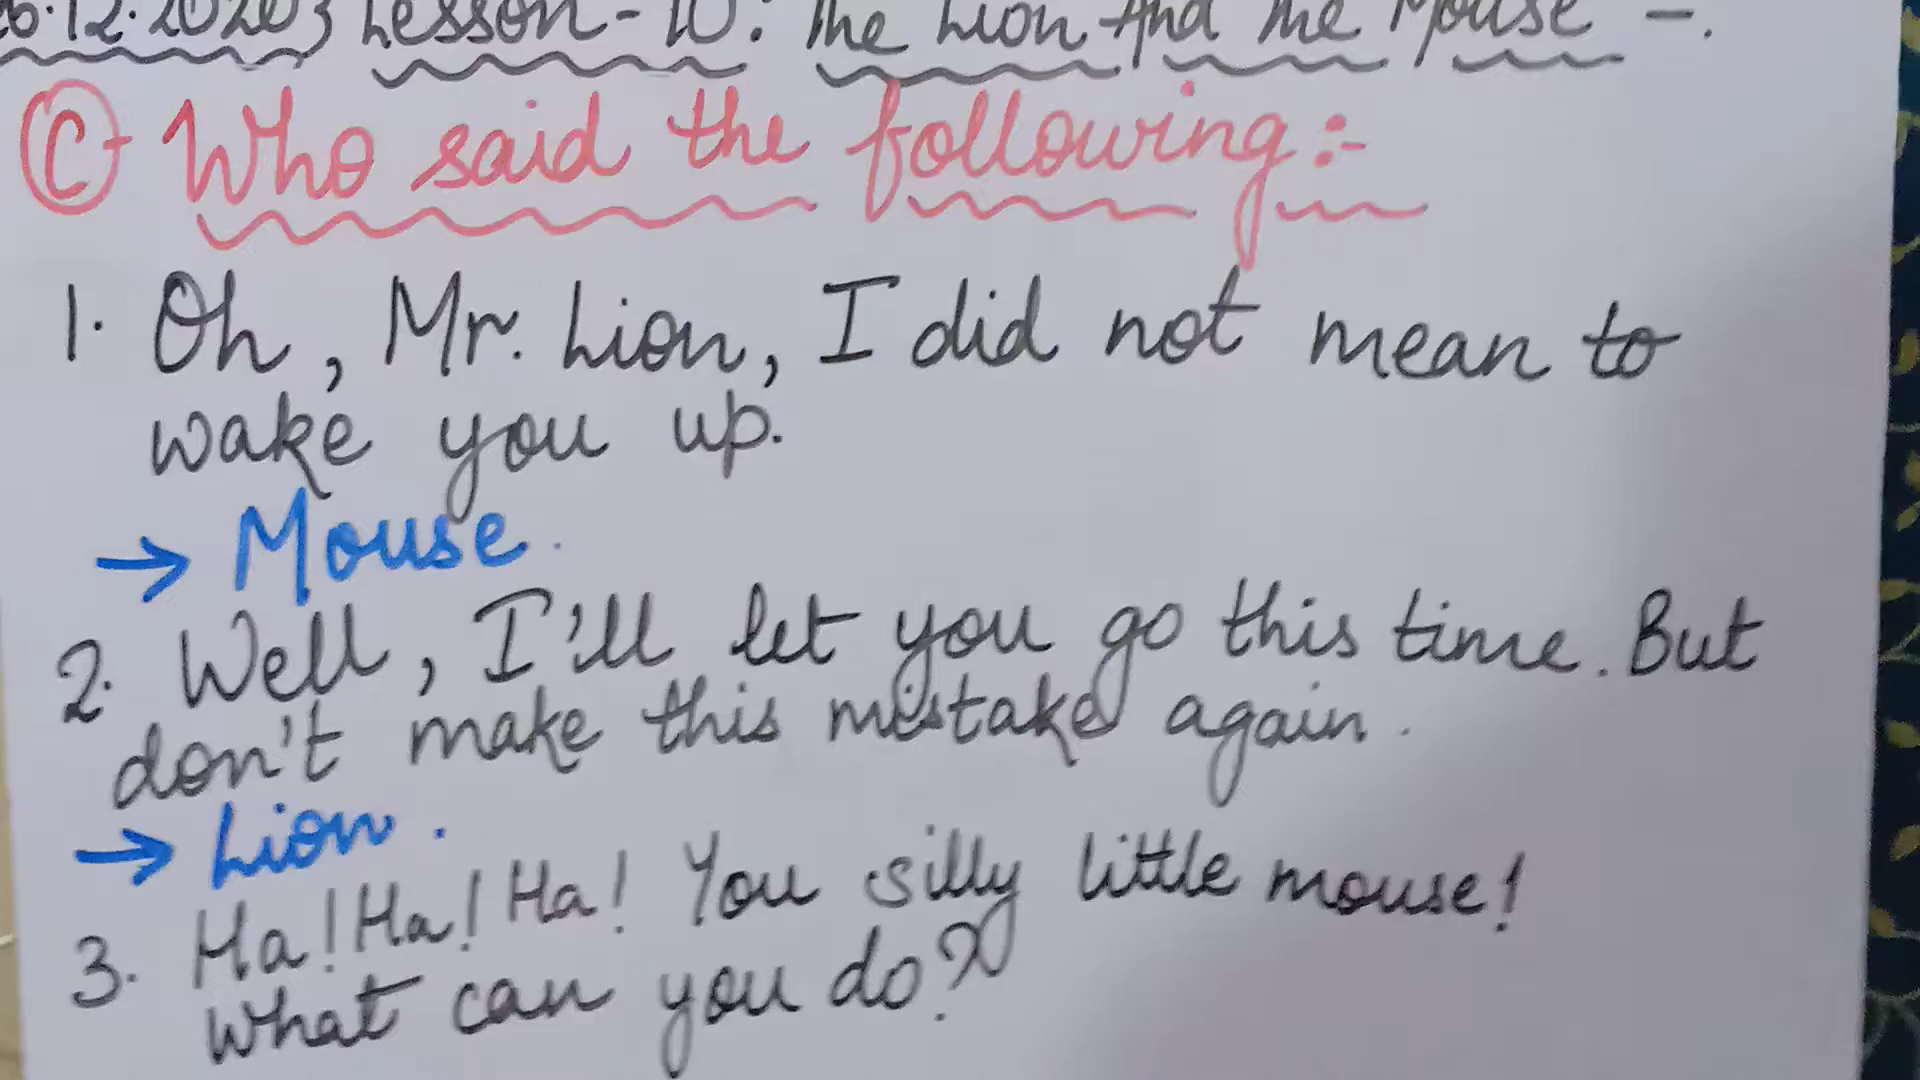 Lesson-10: The Lion And The Mouse -.
C Who said the following:-
1. Oh, Mr. Lion, I did not mean to
wake you up.
→ Mouse.
2. Well, I'll let you go this time. But
don't make this mistake again.
→ Lion.
3. Ha! Ha! Ha! You silly little mouse!
What can you do?